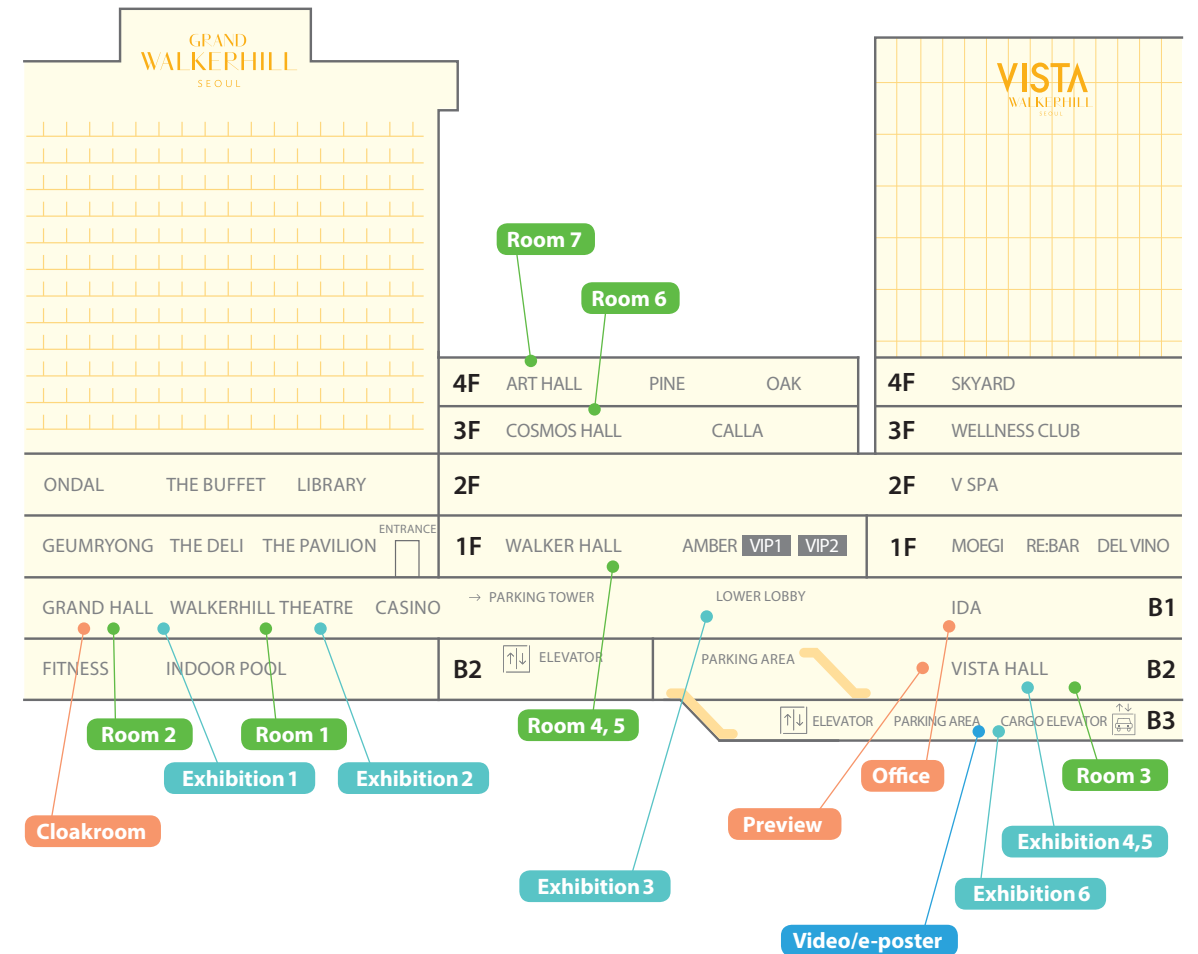 GRAND
WALKERHILL
SEOUL
VISTA
WALKERHILL
SEOUL
Room 7
Room 6
4F ART HALL PINE OAK
4F SKYARD
3F COSMOS HALL CALLA
3F WELLNESS CLUB
ONDAL THE BUFFET LIBRARY
2F
2F V SPA
GEUMRYONG THE DELI THE PAVILION ENTRANCE
1F WALKER HALL AMBER VIP1 VIP2
1F MOEGI RE:BAR DEL VINO
GRAND HALL WALKERHILL THEATRE CASINO → PARKING TOWER LOWER LOBBY IDA B1
FITNESS INDOOR POOL
B2 ELEVATOR
PARKING AREA VISTA HALL B2
ELEVATOR PARKING AREA CARGO ELEVATOR B3
Room 2
Room 1
Room 4, 5
Exhibition 1
Exhibition 2
Office
Room 3
Cloakroom
Preview
Exhibition 4,5
Exhibition 3
Exhibition 6
Video/e-poster